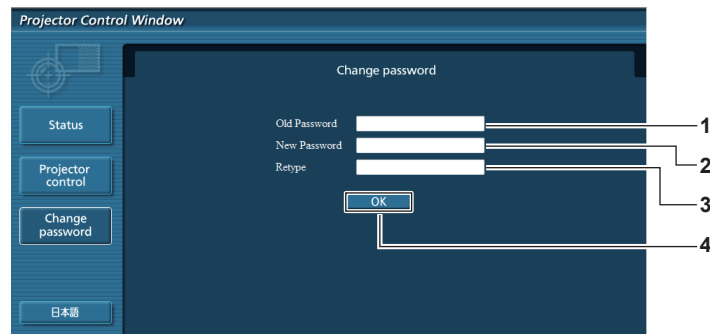 Projector Control Window
Change password
Status
Projector
control
Change
password
日本語
Old Password
New Password
Retype
OK
1
2
3
4